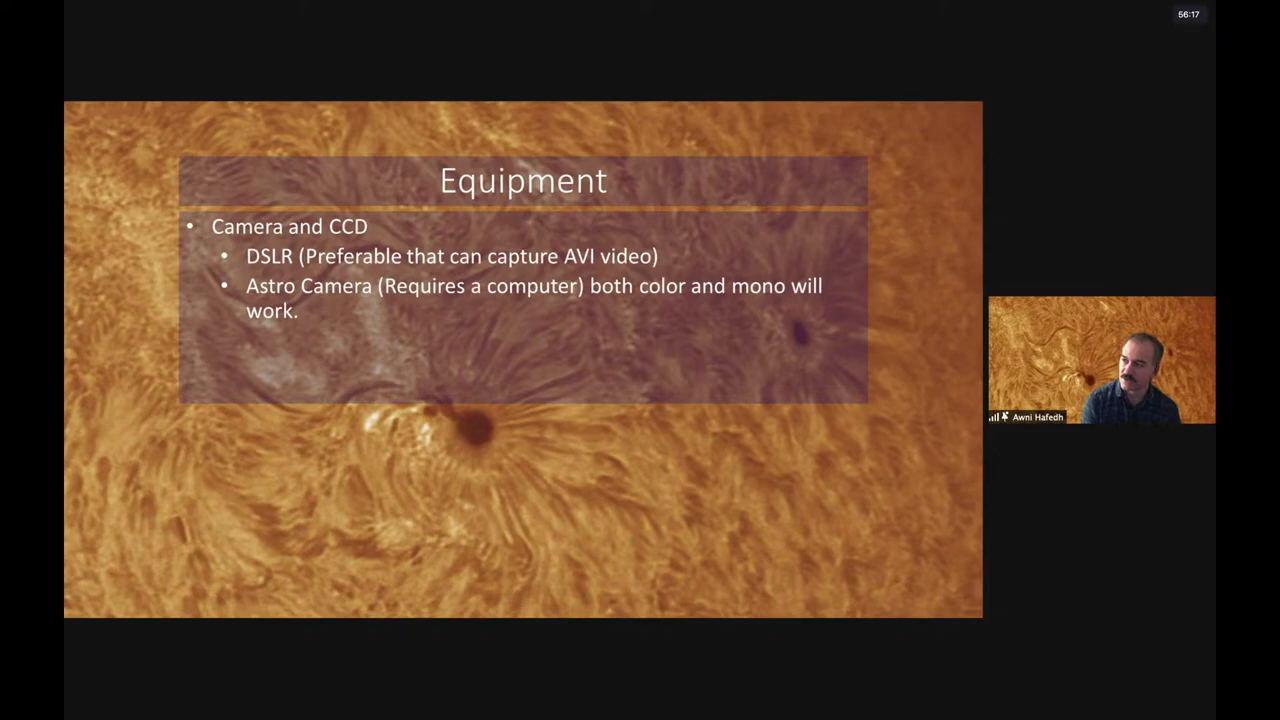 56:17
Equipment
• Camera and CCD
• DSLR (Preferable that can capture AVI video)
• Astro Camera (Requires a computer) both color and mono will
work.
Awni Hafedh